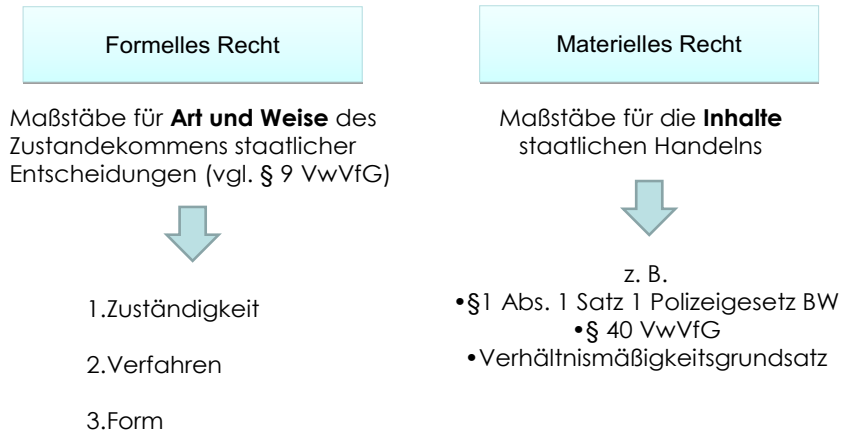 Formelles Recht
Maßstäbe für Art und Weise des
Zustandekommens staatlicher
Entscheidungen (vgl. § 9 VwVfG)
1.Zuständigkeit
2.Verfahren
3.Form
Materielles Recht
Maßstäbe für die Inhalte
staatlichen Handelns
z. B.
•§1 Abs. 1 Satz 1 Polizeigesetz BW
•§ 40 VwVfG
•Verhältnismäßigkeitsgrundsatz